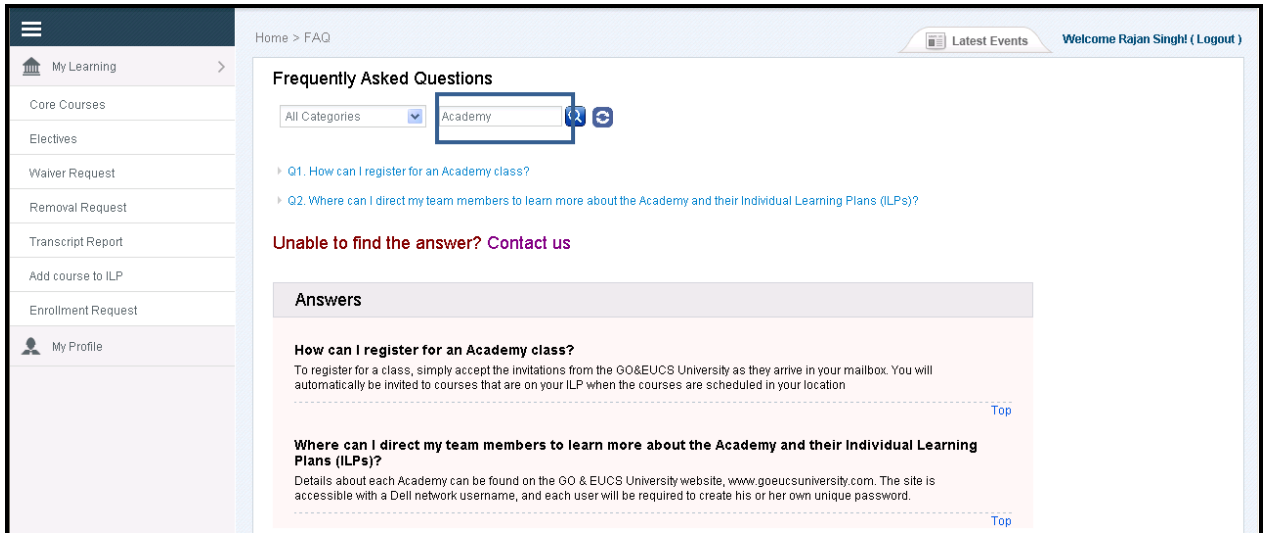 Home > FAQ
Latest Events
Welcome Rajan Singh! ( Logout )
My Learning
Core Courses
Electives
Waiver Request
Removal Request
Transcript Report
Add course to ILP
Enrollment Request
My Profile
Frequently Asked Questions
All Categories
Academy
Q1. How can I register for an Academy class?
Q2. Where can I direct my team members to learn more about the Academy and their Individual Learning Plans (ILPs)?
Unable to find the answer? Contact us
Answers
How can I register for an Academy class?
To register for a class, simply accept the invitations from the GO&EUCS University as they arrive in your mailbox. You will
automatically be invited to courses that are on your ILP when the courses are scheduled in your location
Top
Where can I direct my team members to learn more about the Academy and their Individual Learning
Plans (ILPs)?
Details about each Academy can be found on the GO & EUCS University website, www.goeucsuniversity.com. The site is
accessible with a Dell network username, and each user will be required to create his or her own unique password.
Top